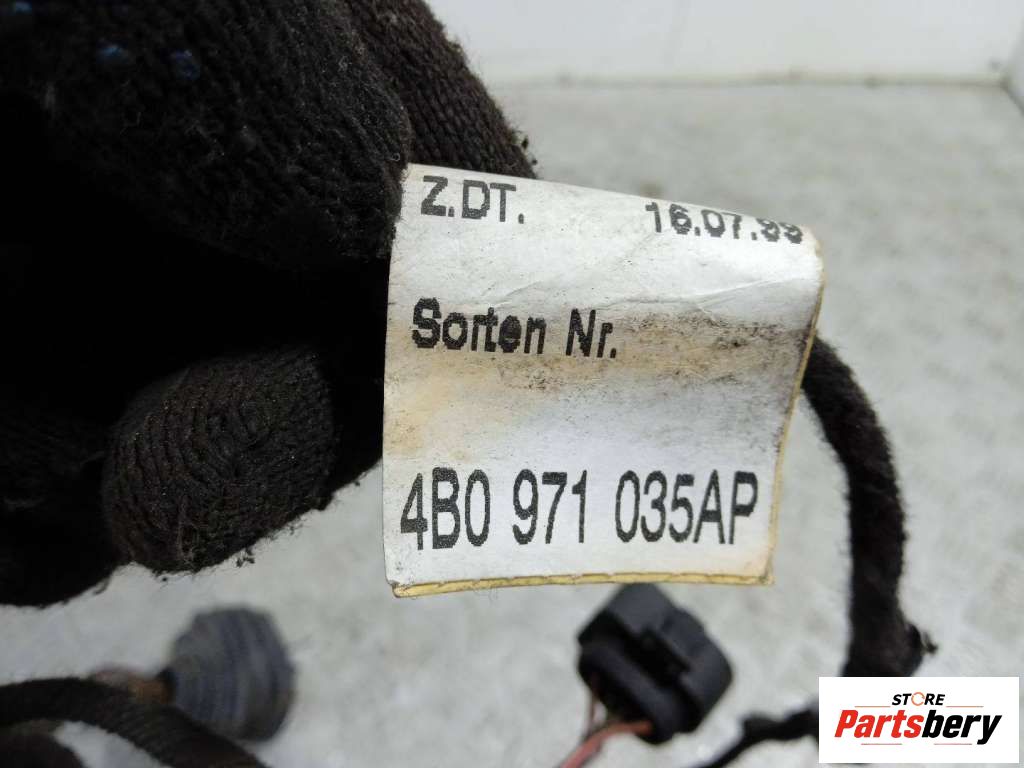 Z.DT. 16.07.99
Sorten Nr.
4B0 971 035AP
STORE
Partsbery